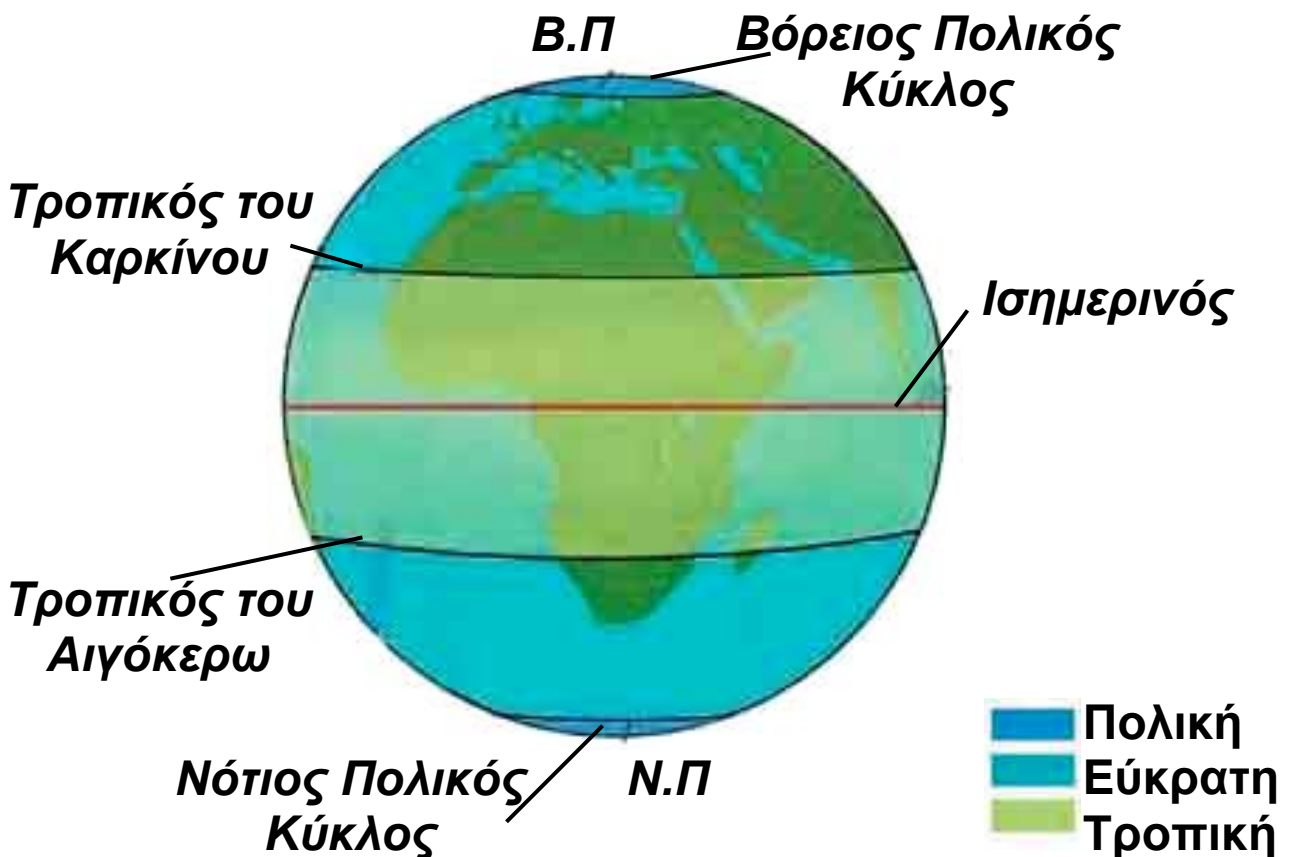 Β.Π
Βόρειος Πολικός
Κύκλος
Τροπικός του
Καρκίνου
Ισημερινός
Τροπικός του
Αιγόκερω
Νότιος Πολικός
Κύκλος
Ν.Π
Πολική
Εύκρατη
Τροπική